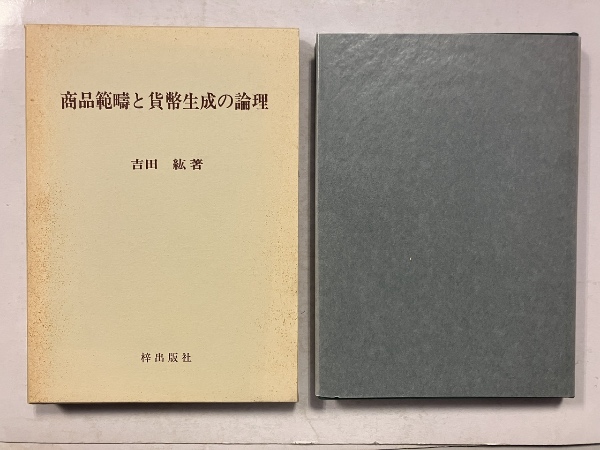 商品範疇と貨幣生成の論理
吉田 紘著
梓出版社